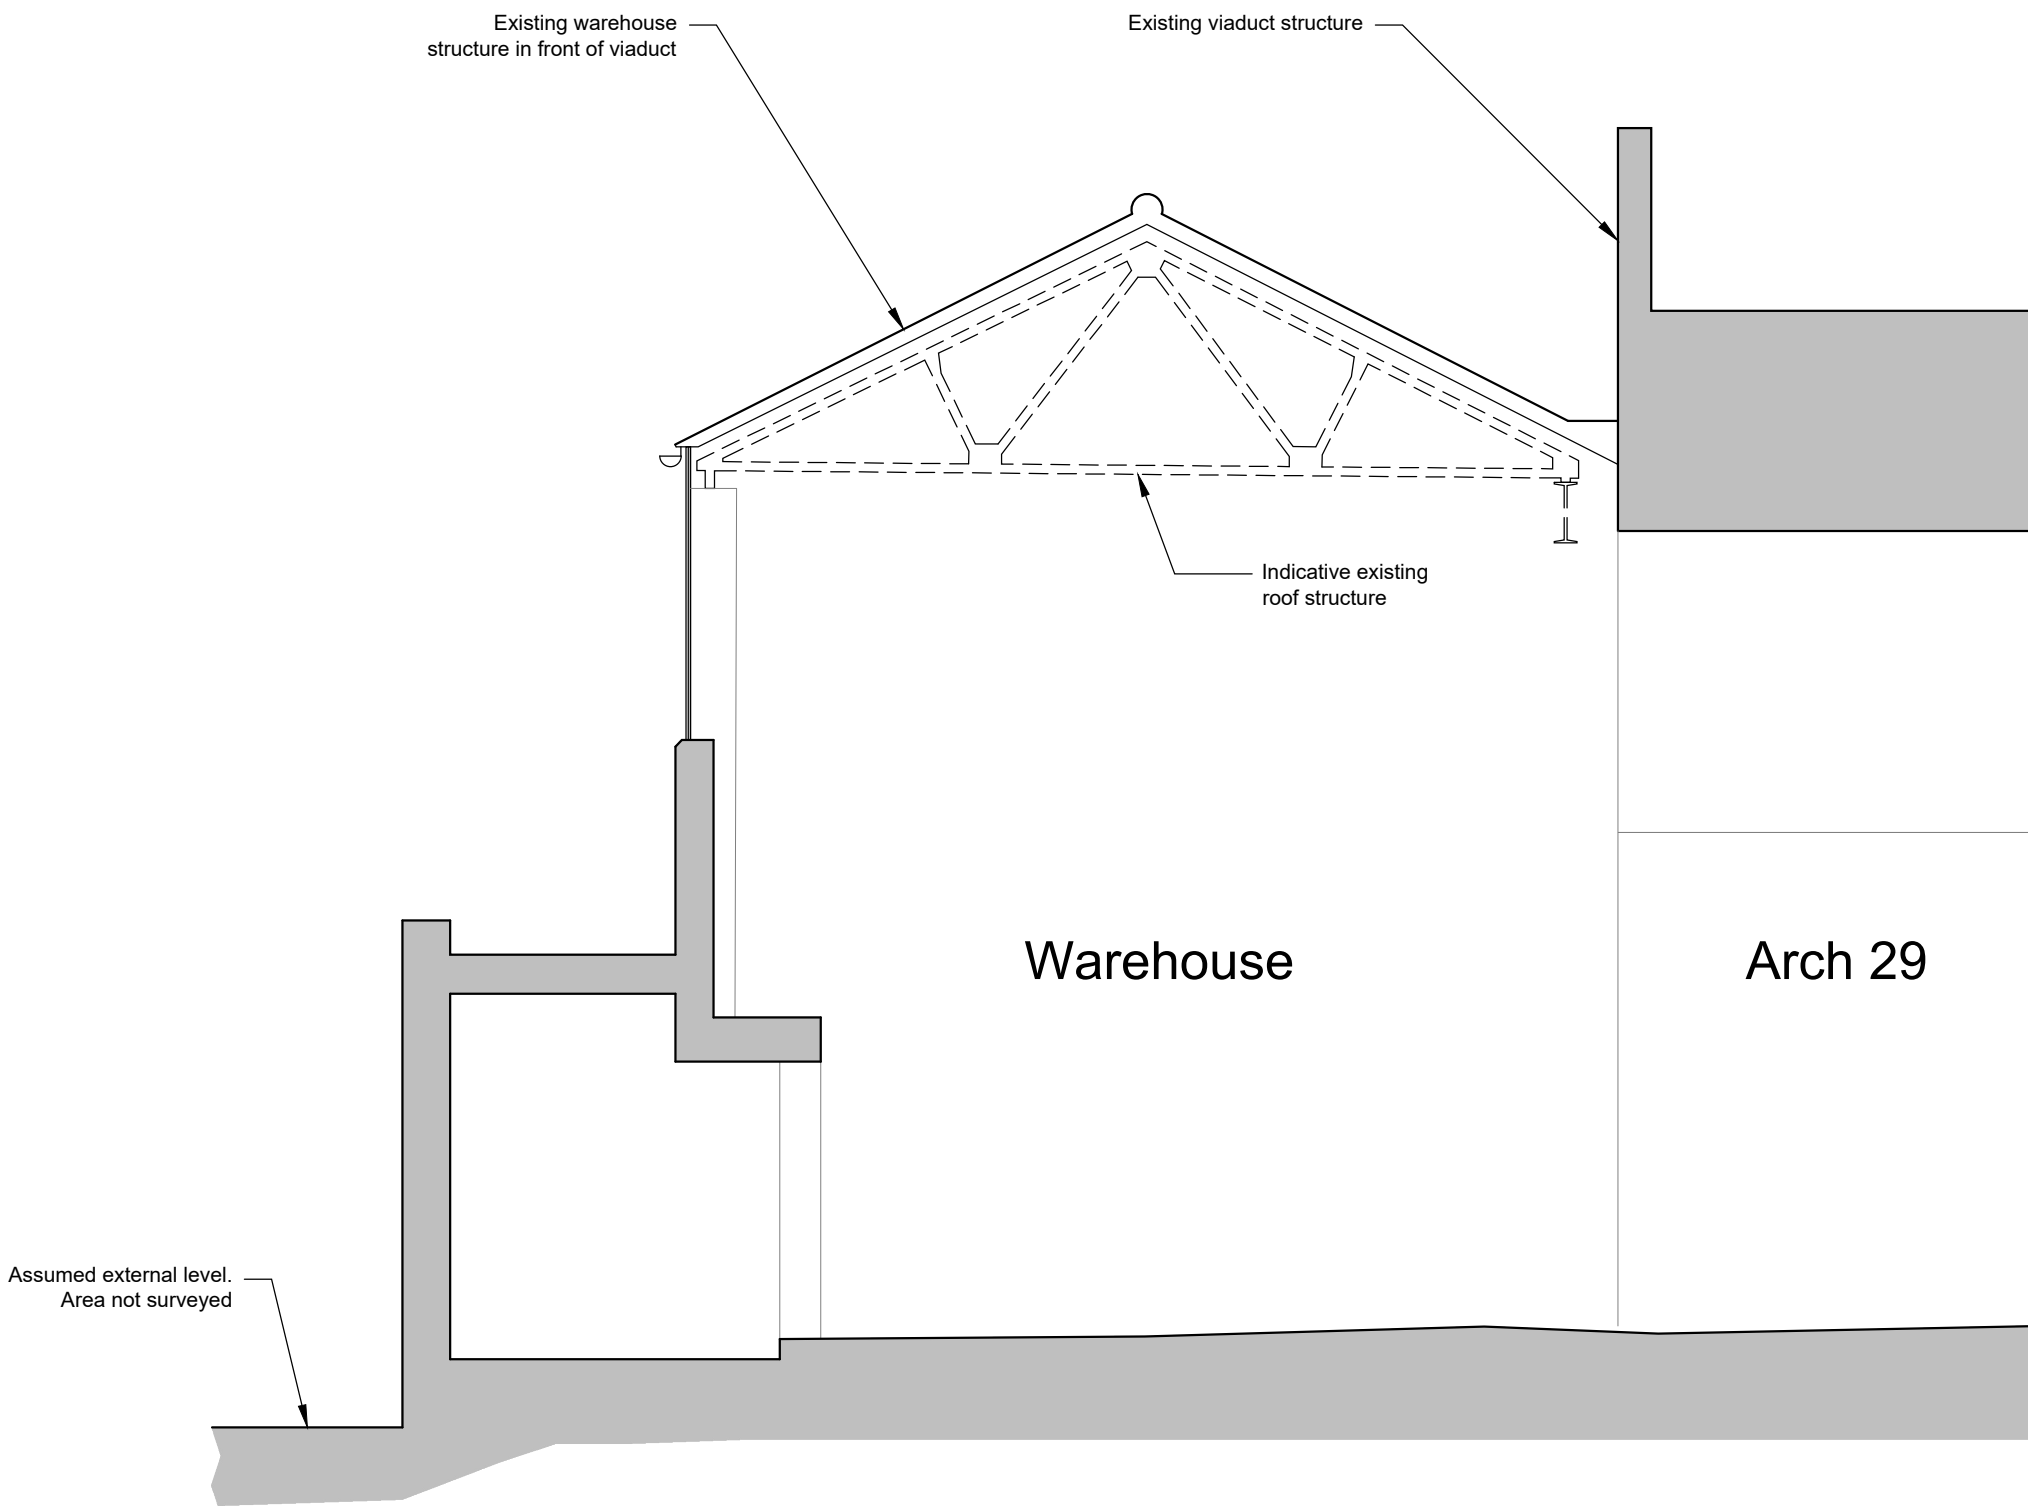 Existing warehouse
structure in front of viaduct
Existing viaduct structure
Indicative existing
roof structure
Warehouse
Arch 29
Assumed external level.
Area not surveyed